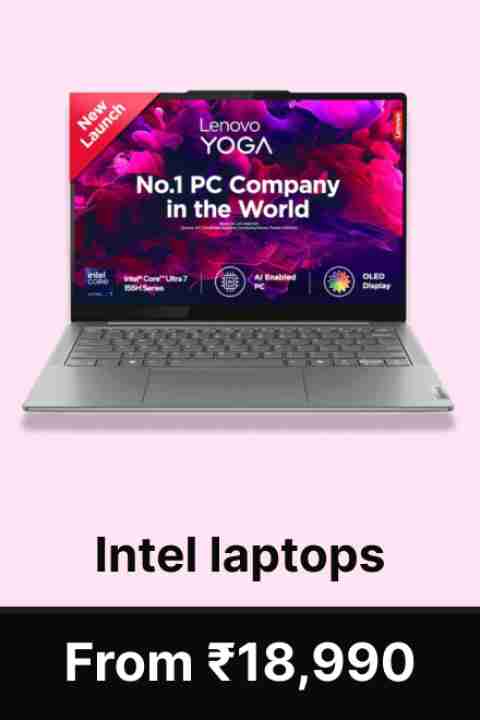 New
Launch
Lenovo
Lenovo
YOGA
No.1 PC Company
in the World
intel
CORE
Intel® Core™ Ultra 7
155H Series
AI Enabled
PC
OLED
Display
Intel laptops
From ₹18,990